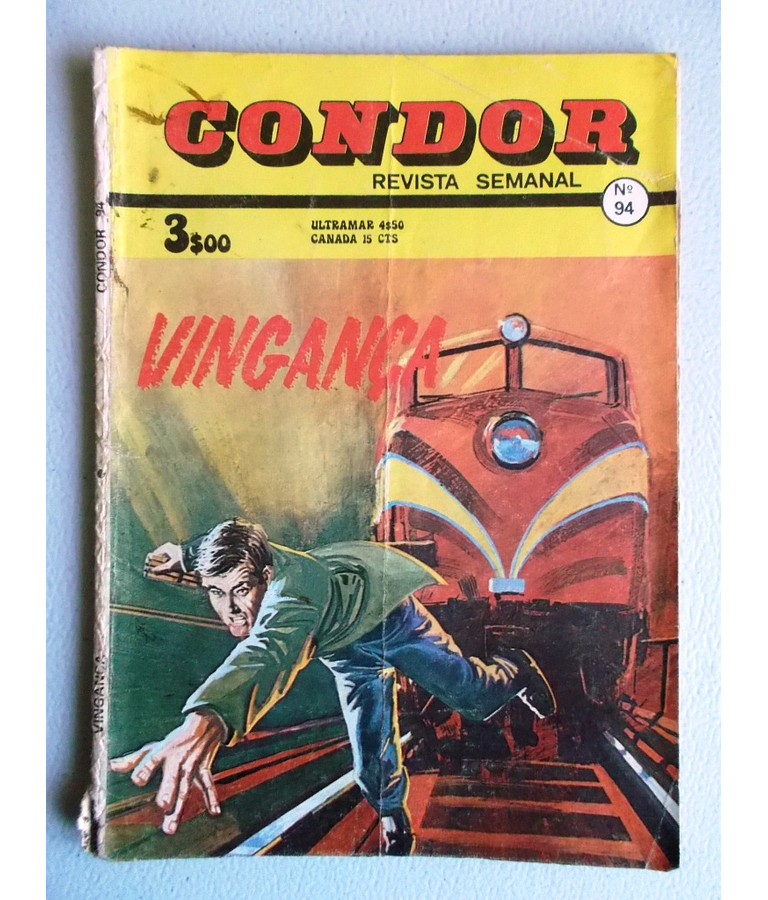 CONDOR
REVISTA SEMANAL
Nº
94
3$00
ULTRAMAR 4$50
CANADA 15 CTS
VINGANÇA
CONDOR 94
VINGANÇA